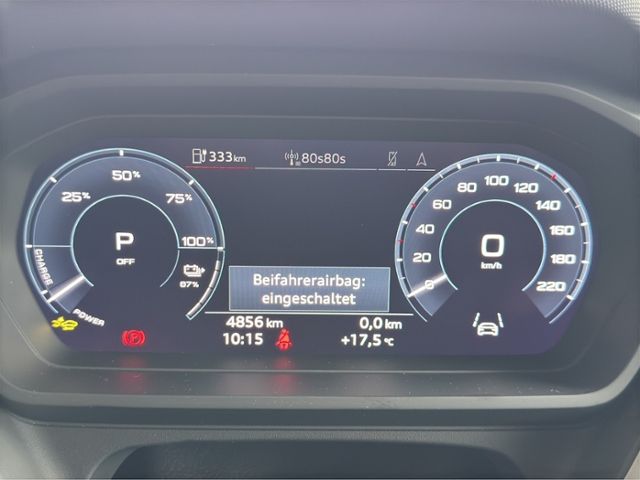 333km
80s80s
50%
25%
75%
100%
CHARGE
POWER
P
OFF
87%
Beifahrerairbag:
eingeschaltet
0
20
40
60
80
100
120
140
160
180
220
0
km/h
4856 km
0,0 km
10:15
+17,5 °C
(P)